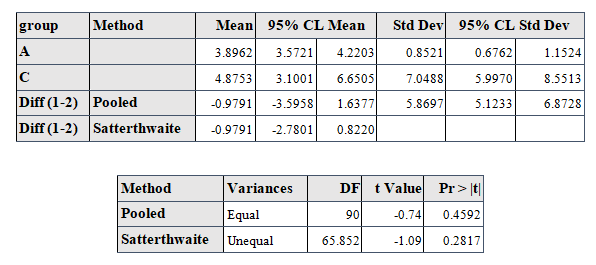 group Method Mean 95% CL Mean Std Dev 95% CL Std Dev
A 3.8962 3.5721 4.2203 0.8521 0.6762 1.1524
C 4.8753 3.1001 6.6505 7.0488 5.9970 8.5513
Diff (1-2) Pooled -0.9791 -3.5958 1.6377 5.8697 5.1233 6.8728
Diff (1-2) Satterthwaite -0.9791 -2.7801 0.8220
Method Variances DF t Value Pr > |t|
Pooled Equal 90 -0.74 0.4592
Satterthwaite Unequal 65.852 -1.09 0.2817